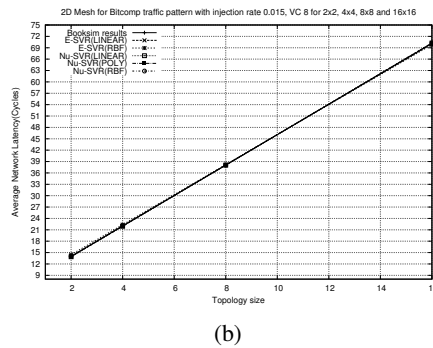 2D Mesh for Bitcomp traffic pattern with injection rate 0.015, VC 8 for 2x2, 4x4, 8x8 and 16x16
75
72
69
66
63
60
57
54
51
48
45
42
39
36
33
30
27
24
21
18
15
12
9
Average Network Latency(Cycles)
Booksim results
E-SVR(LINEAR)
E-SVR(RBF)
Nu-SVR(LINEAR)
Nu-SVR(POLY)
Nu-SVR(RBF)
2 4 6 8 10 12 14 1
Topology size
(b)